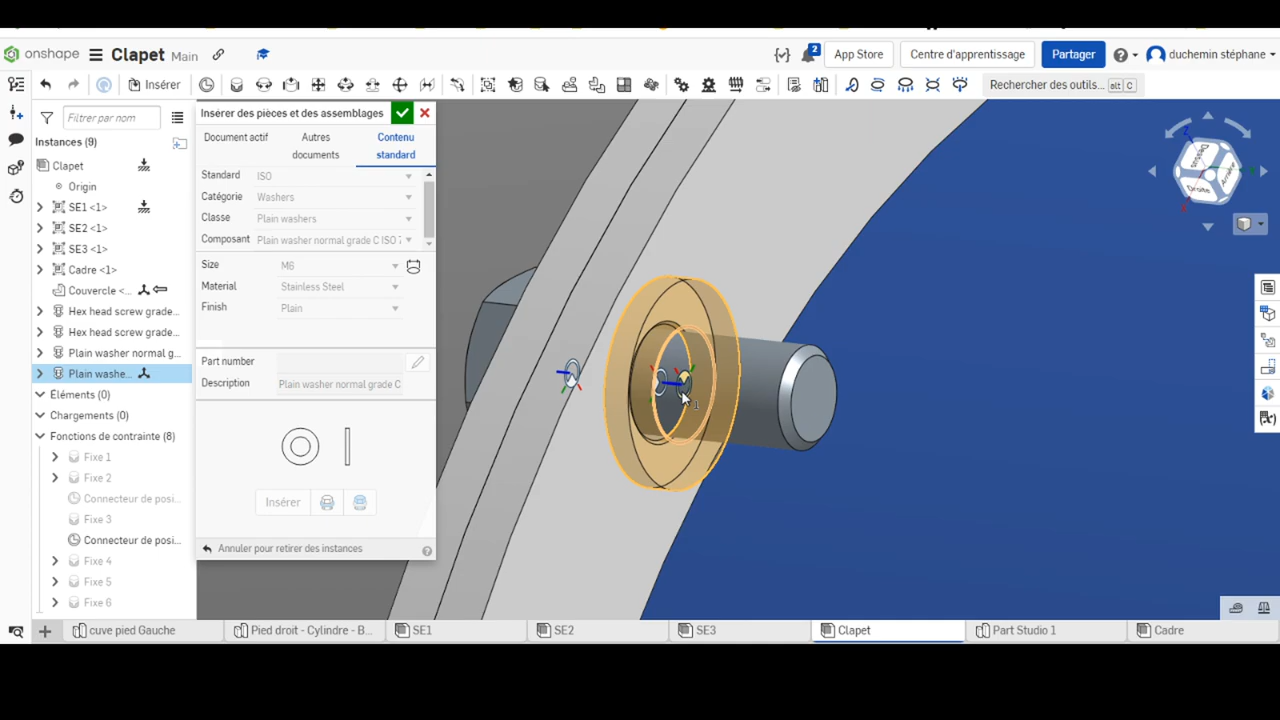 onshape
Clapet
Main
2
App Store
Centre d'apprentissage
Partager
duchemin stéphane
Insérer
Rechercher des outils...
alt C
Filtrer par nom
Instances (9)
Clapet
Origin
SE1 <1>
SE2 <1>
SE3 <1>
Cadre <1>
Couvercle <...
Hex head screw grade...
Hex head screw grade...
Plain washer normal g...
Plain washe...
Éléments (0)
Chargements (0)
Fonctions de contrainte (8)
Fixe 1
Fixe 2
Connecteur de posi...
Fixe 3
Connecteur de posi...
Fixe 4
Fixe 5
Fixe 6
Inserer des pièces et des assemblages
Document actif
Autres documents
Contenu standard
Standard ISO
Catégorie Washers
Classe Plain washers
Composant Plain washer normal grade C ISO 7
Size M6
Material Stainless Steel
Finish Plain
Part number
Description Plain washer normal grade C
Insérer
Annuler pour retirer des instances
1
Z
Dessous
Droite
Arrière
X
cuve pied Gauche
Pied droit - Cylindre - B...
SE1
SE2
SE3
Clapet
Part Studio 1
Cadre